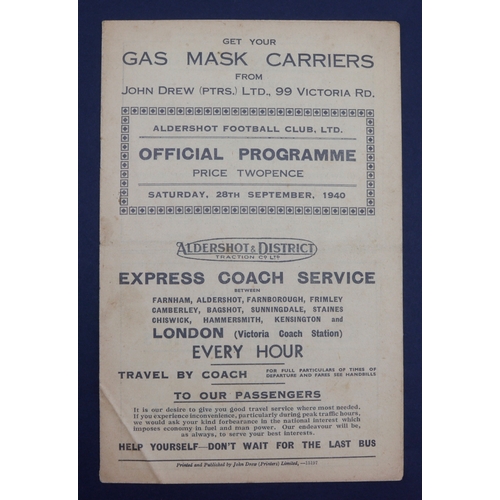 GET YOUR
GAS MASK CARRIERS
FROM
JOHN DREW (PTRS.) LTD., 99 VICTORIA RD.
ALDERSHOT FOOTBALL CLUB, LTD.
OFFICIAL PROGRAMME
PRICE TWOPENCE
SATURDAY, 28TH SEPTEMBER, 1940
ALDERSHOT & DISTRICT
TRACTION CO LTD
EXPRESS COACH SERVICE
BETWEEN
FARNHAM, ALDERSHOT, FARNBOROUGH, FRIMLEY
CAMBERLEY, BAGSHOT, SUNNINGDALE, STAINES
CHISWICK, HAMMERSMITH, KENSINGTON and
LONDON (Victoria Coach Station)
EVERY HOUR
TRAVEL BY COACH FOR FULL PARTICULARS OF TIMES OF
DEPARTURE AND FARES SEE HANDBILLS
TO OUR PASSENGERS
It is our desire to give you good travel service where most needed.
If you experience inconvenience, particularly during peak traffic hours,
we would ask your kind forbearance in the national interest which
imposes economy in fuel and man power. Our endeavour will be,
as always, to serve your best interests.
HELP YOURSELF—DON'T WAIT FOR THE LAST BUS
Printed and Published by John Drew (Printers) Limited,